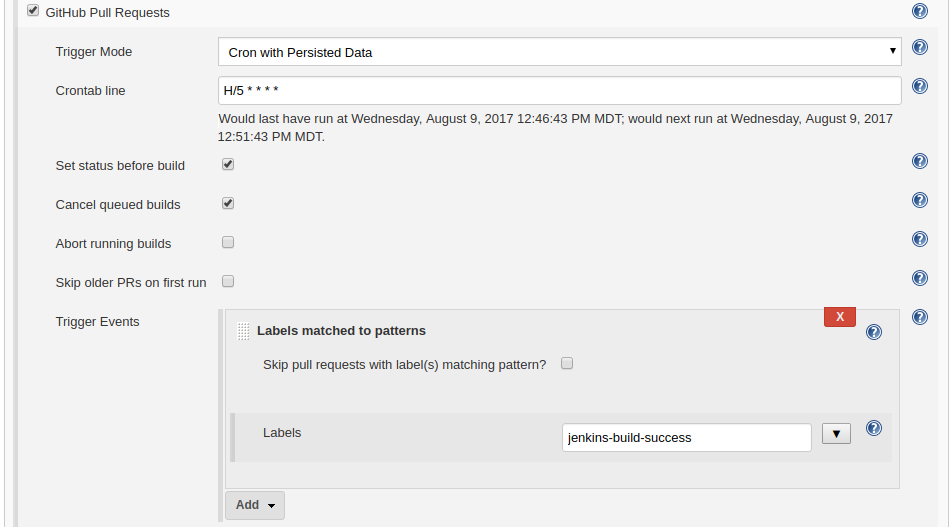 GitHub Pull Requests
Trigger Mode
Cron with Persisted Data
Crontab line
H/5 * * * *
Would last have run at Wednesday, August 9, 2017 12:46:43 PM MDT; would next run at Wednesday, August 9, 2017
12:51:43 PM MDT.
Set status before build
Cancel queued builds
Abort running builds
Skip older PRs on first run
Trigger Events
X
Labels matched to patterns
Skip pull requests with label(s) matching pattern?
Labels
jenkins-build-success
Add